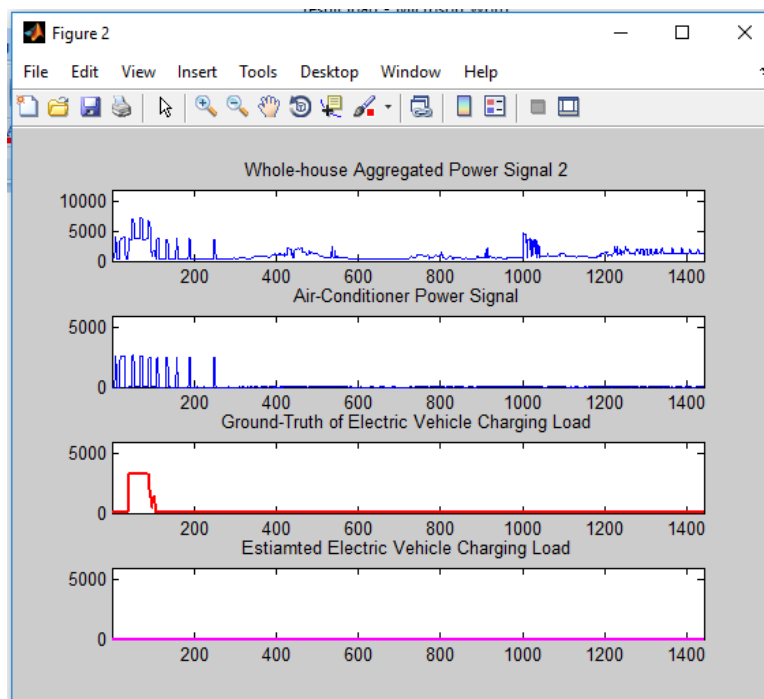 Figure 2
File Edit View Insert Tools Desktop Window Help
Whole-house Aggregated Power Signal 2
10000
5000
0
200 400 600 800 1000 1200 1400
Air-Conditioner Power Signal
5000
0
200 400 600 800 1000 1200 1400
Ground-Truth of Electric Vehicle Charging Load
5000
0
200 400 600 800 1000 1200 1400
Estiamted Electric Vehicle Charging Load
5000
0
200 400 600 800 1000 1200 1400